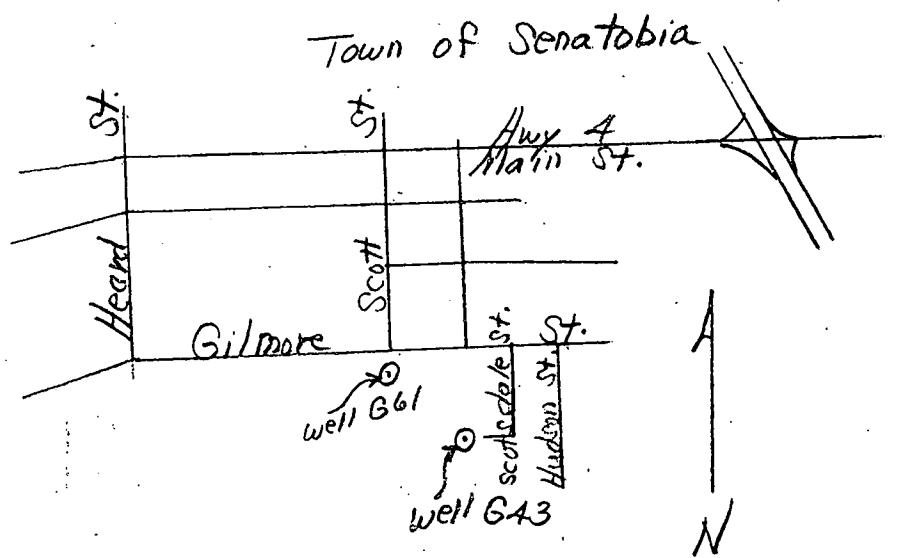 Town of Senatobia
St.
St.
Hwy 4
Main St.
Heard
Scott
Gilmore
St.
St.
Scottsdale
Hudson St.
well G61
well G43
N